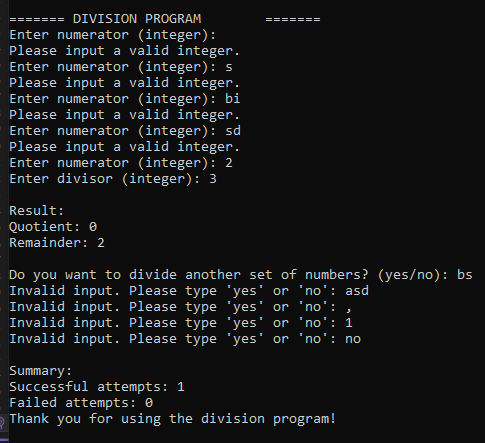 ======= DIVISION PROGRAM        =======
Enter numerator (integer):
Please input a valid integer.
Enter numerator (integer): s
Please input a valid integer.
Enter numerator (integer): bi
Please input a valid integer.
Enter numerator (integer): sd
Please input a valid integer.
Enter numerator (integer): 2
Enter divisor (integer): 3

Result:
Quotient: 0
Remainder: 2

Do you want to divide another set of numbers? (yes/no): bs
Invalid input. Please type 'yes' or 'no': asd
Invalid input. Please type 'yes' or 'no': ,
Invalid input. Please type 'yes' or 'no': 1
Invalid input. Please type 'yes' or 'no': no

Summary:
Successful attempts: 1
Failed attempts: 0
Thank you for using the division program!